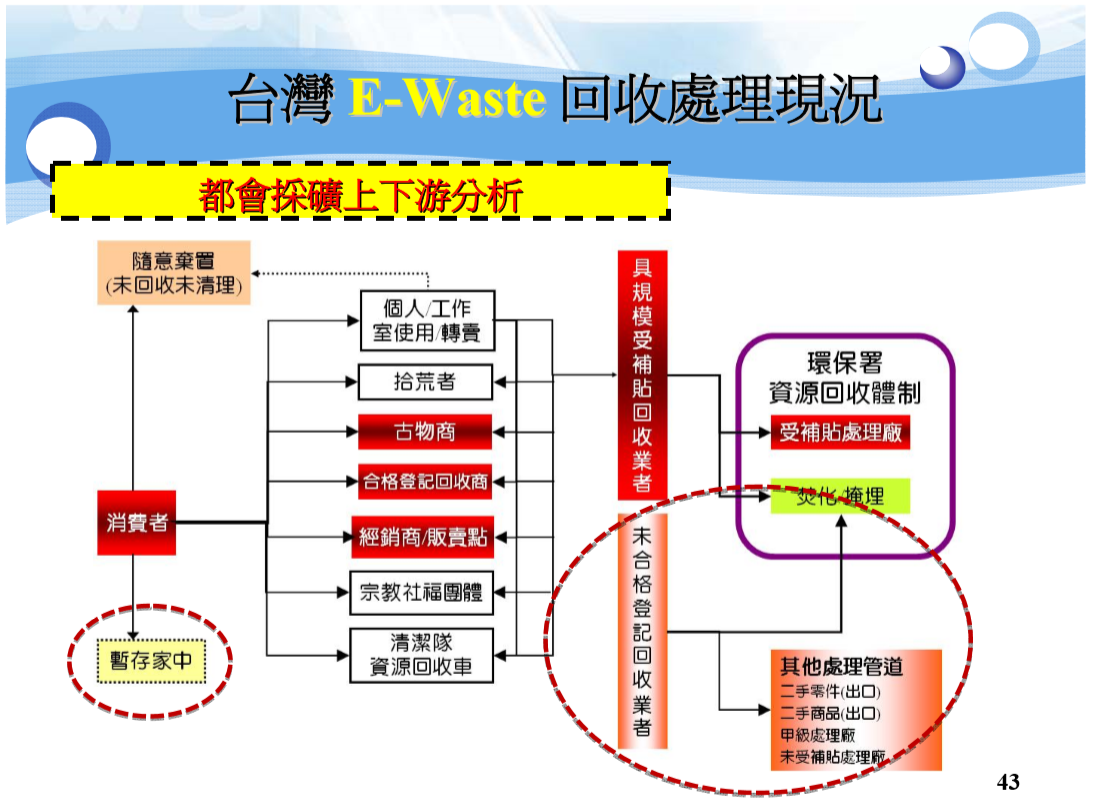 台灣 E-Waste 回收處理現況
都會採礦上下游分析
隨意棄置
(未回收未清理)
個人/工作
室使用/轉賣
拾荒者
古物商
合格登記回收商
經銷商/販賣點
宗教社福團體
清潔隊
資源回收車
消費者
暫存家中
具規模受補貼回收業者
未合格登記回收業者
環保署
資源回收體制
受補貼處理廠
焚化/掩埋
其他處理管道
二手零件(出口)
二手商品(出口)
甲級處理廠
未受補貼處理廠
43